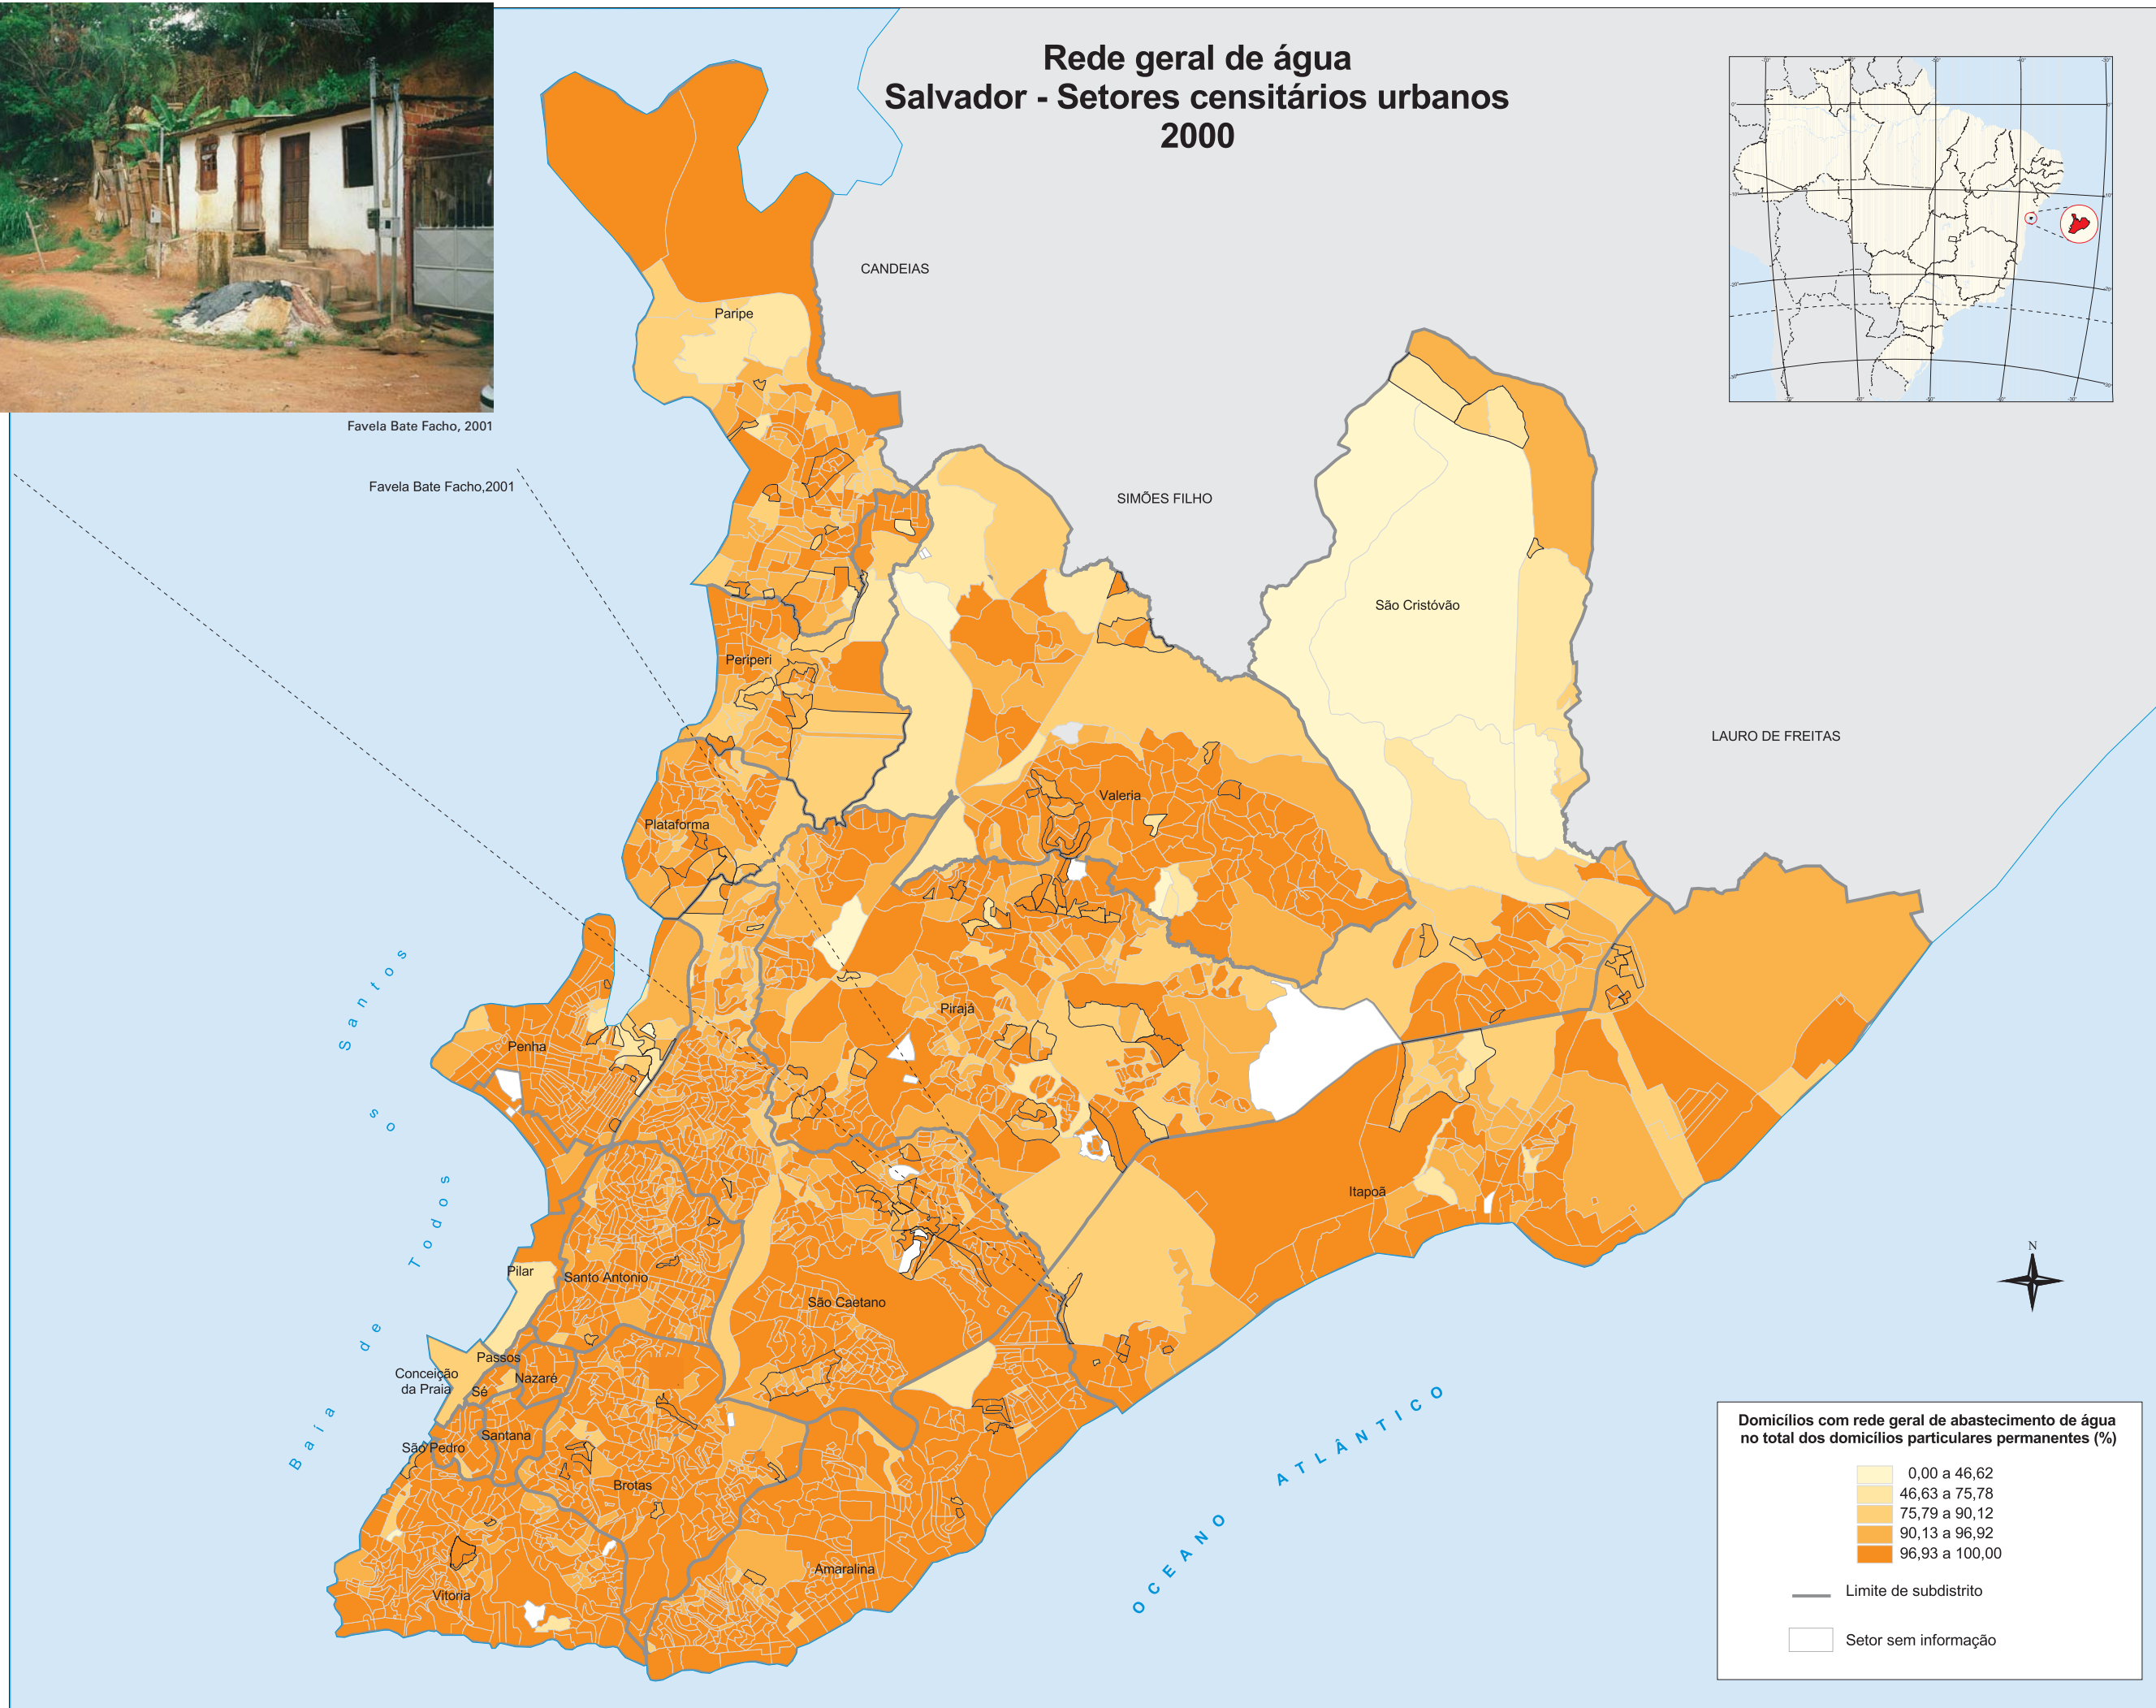 Rede geral de água
Salvador - Setores censitários urbanos
2000
Favela Bate Facho, 2001
Favela Bate Facho,2001
CANDEIAS
Paripe
SIMÕES FILHO
São Cristóvão
Periperi
LAURO DE FREITAS
Valeria
Plataforma
Pirajá
Penha
Itapoã
Pilar
Santo Antonio
São Caetano
Passos
Conceição
da Praia
Nazaré
Sé
Santana
São Pedro
Brotas
Amaralina
Vitoria
Baía de Todos os Santos
OCEANO ATLÂNTICO
N
Domicílios com rede geral de abastecimento de água
no total dos domicílios particulares permanentes (%)
0,00 a 46,62
46,63 a 75,78
75,79 a 90,12
90,13 a 96,92
96,93 a 100,00
Limite de subdistrito
Setor sem informação